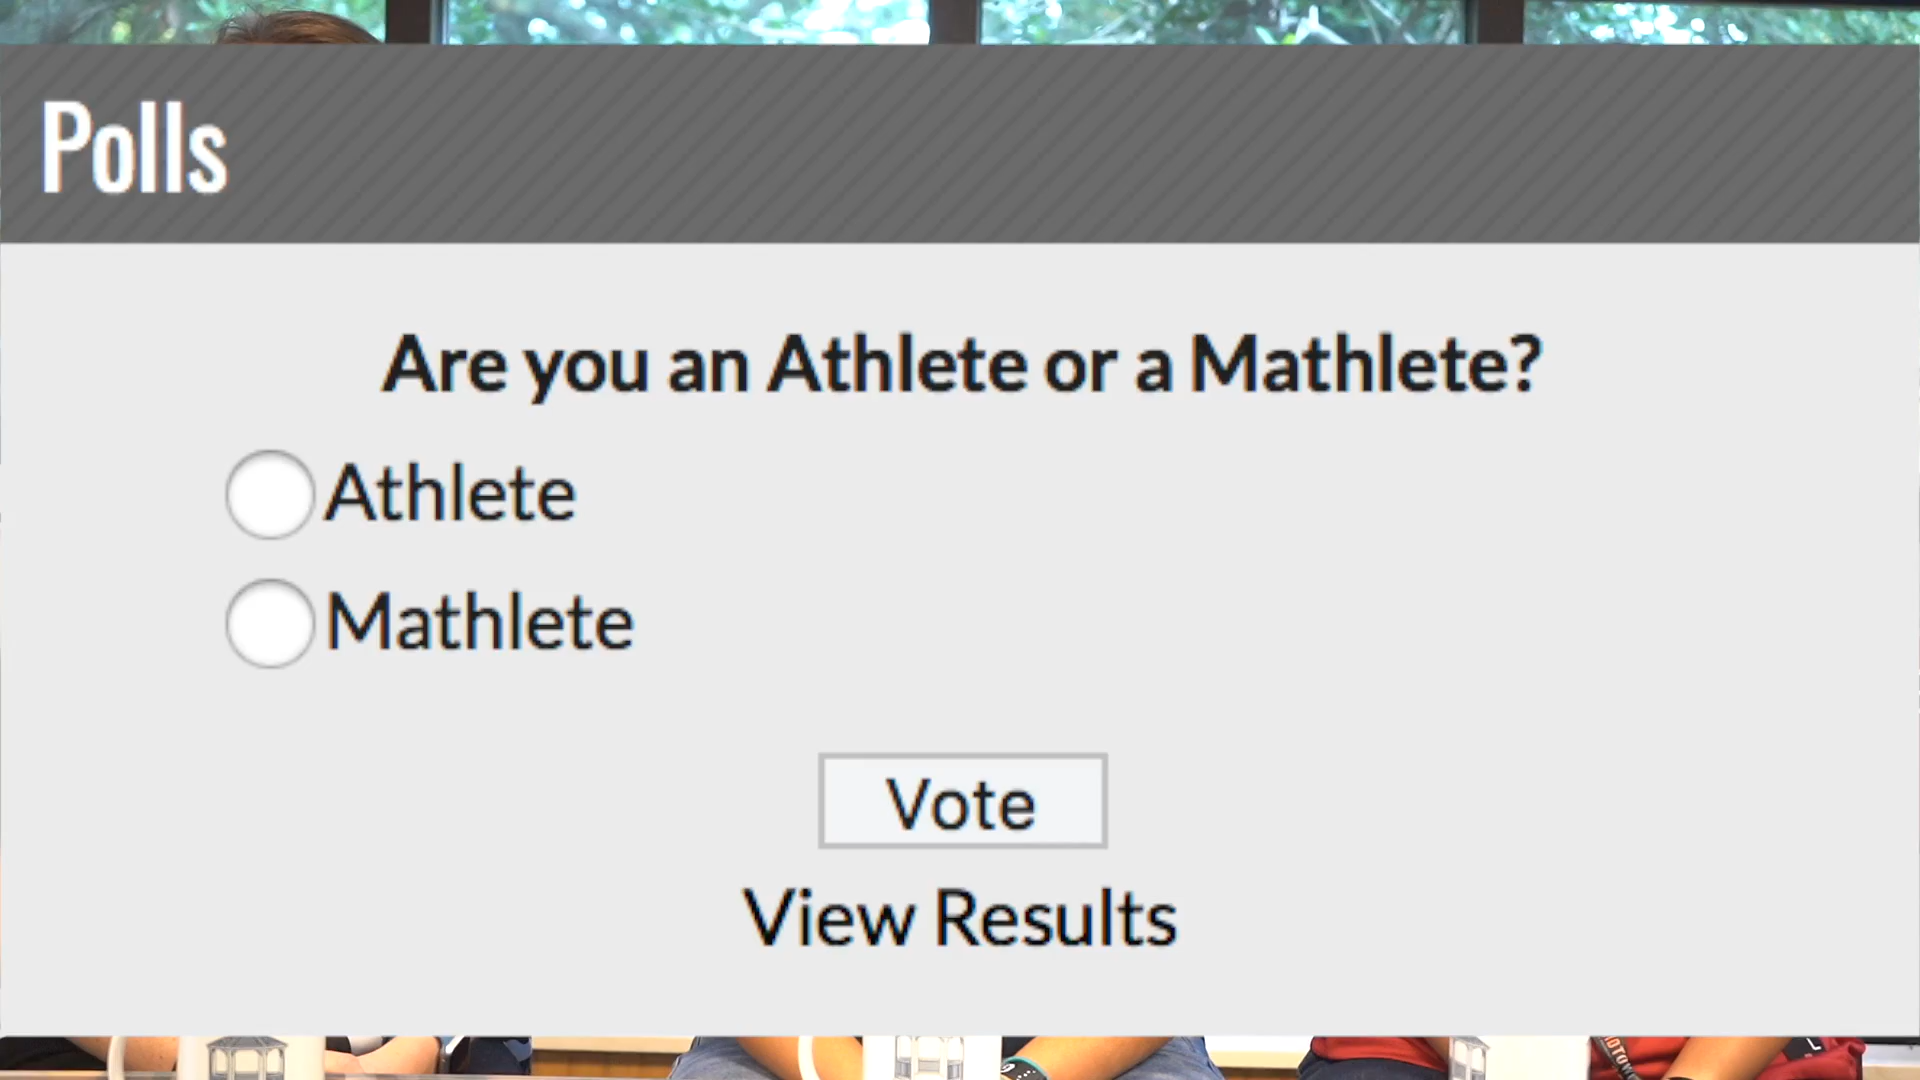 Polls
Are you an Athlete or a Mathlete?
Athlete
Mathlete
Vote
View Results